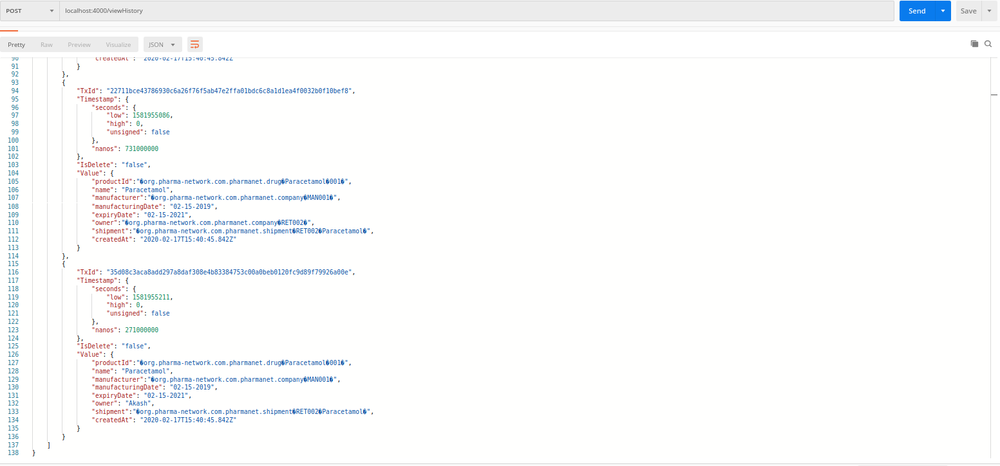 POST localhost:4000/viewHistory Send Save
Pretty Raw Preview Visualize JSON
90 "createdAt": "2020-02-17T15:40:45.842Z"
91 }
92 },
93 {
94 "TxId": "22711bce43786930c6a26f76f5ab47e2ffa01bdc6c8a1d1ea4f0032b0f10bef8",
95 "Timestamp": {
96 "seconds": {
97 "low": 1581955086,
98 "high": 0,
99 "unsigned": false
100 },
101 "nanos": 731000000
102 },
103 "IsDelete": "false",
104 "Value": {
105 "productId":"�org.pharma-network.com.pharmanet.drug�Paracetamol�001�",
106 "name": "Paracetamol",
107 "manufacturer":"�org.pharma-network.com.pharmanet.company�MAN001�",
108 "manufacturingDate": "02-15-2019",
109 "expiryDate": "02-15-2021",
110 "owner":"�org.pharma-network.com.pharmanet.company�RET002�",
111 "shipment":"�org.pharma-network.com.pharmanet.shipment�RET002�Paracetamol�",
112 "createdAt": "2020-02-17T15:40:45.842Z"
113 }
114 },
115 {
116 "TxId": "35d08c3aca8add297a8daf308e4b83384753c00a0beb0120fc9d89f79926a00e",
117 "Timestamp": {
118 "seconds": {
119 "low": 1581955211,
120 "high": 0,
121 "unsigned": false
122 },
123 "nanos": 271000000
124 },
125 "IsDelete": "false",
126 "Value": {
127 "productId":"�org.pharma-network.com.pharmanet.drug�Paracetamol�001�",
128 "name": "Paracetamol",
129 "manufacturer":"�org.pharma-network.com.pharmanet.company�MAN001�",
130 "manufacturingDate": "02-15-2019",
131 "expiryDate": "02-15-2021",
132 "owner": "Akash",
133 "shipment":"�org.pharma-network.com.pharmanet.shipment�RET002�Paracetamol�",
134 "createdAt": "2020-02-17T15:40:45.842Z"
135 }
136 }
137 ]
138 }